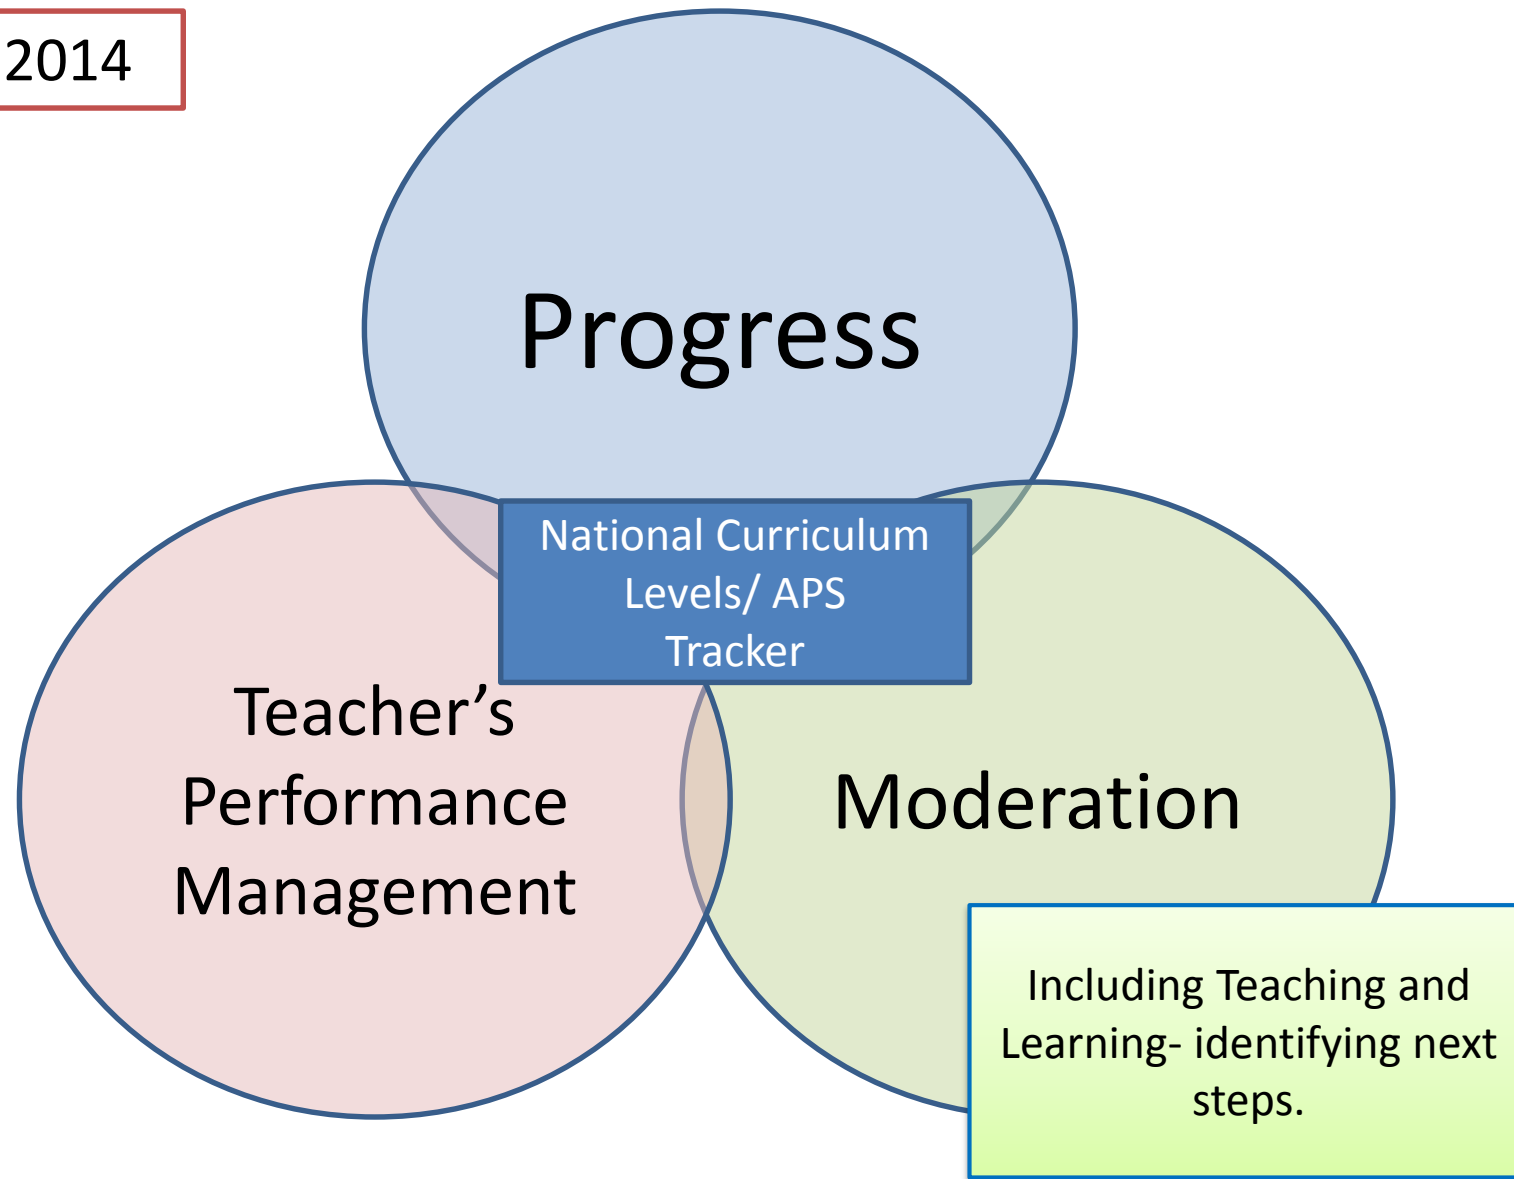 2014
Progress
National Curriculum
Levels/ APS
Tracker
Teacher’s
Performance
Management
Moderation
Including Teaching and
Learning- identifying next
steps.